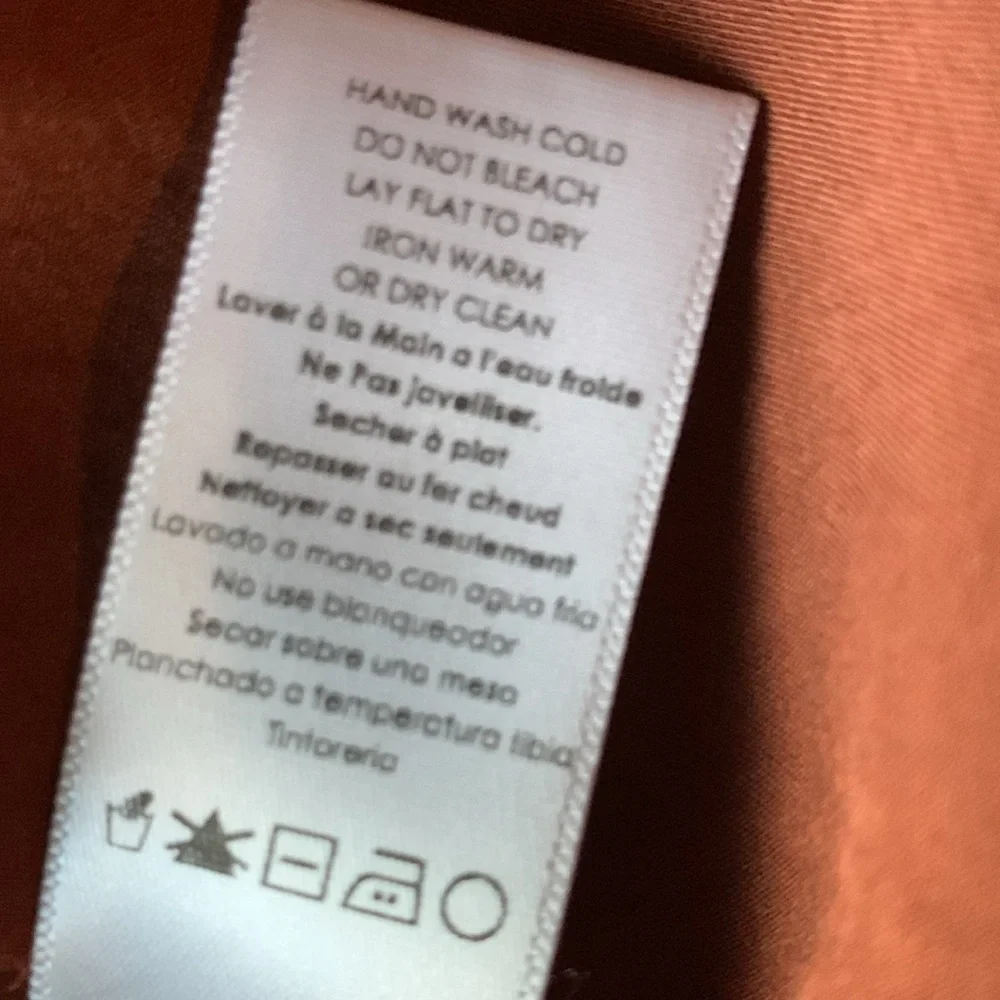 HAND WASH COLD
DO NOT BLEACH
LAY FLAT TO DRY
IRON WARM
OR DRY CLEAN
Laver à la Main a l'eau froide
Ne Pas javelliser.
Secher à plat
Repasser au fer cheud
Nettoyer a sec seulement
Lavado a mano con agua fria
No use blanqueador
Secar sobre una mesa
Planchado a temperatura tibia
Tintoreria